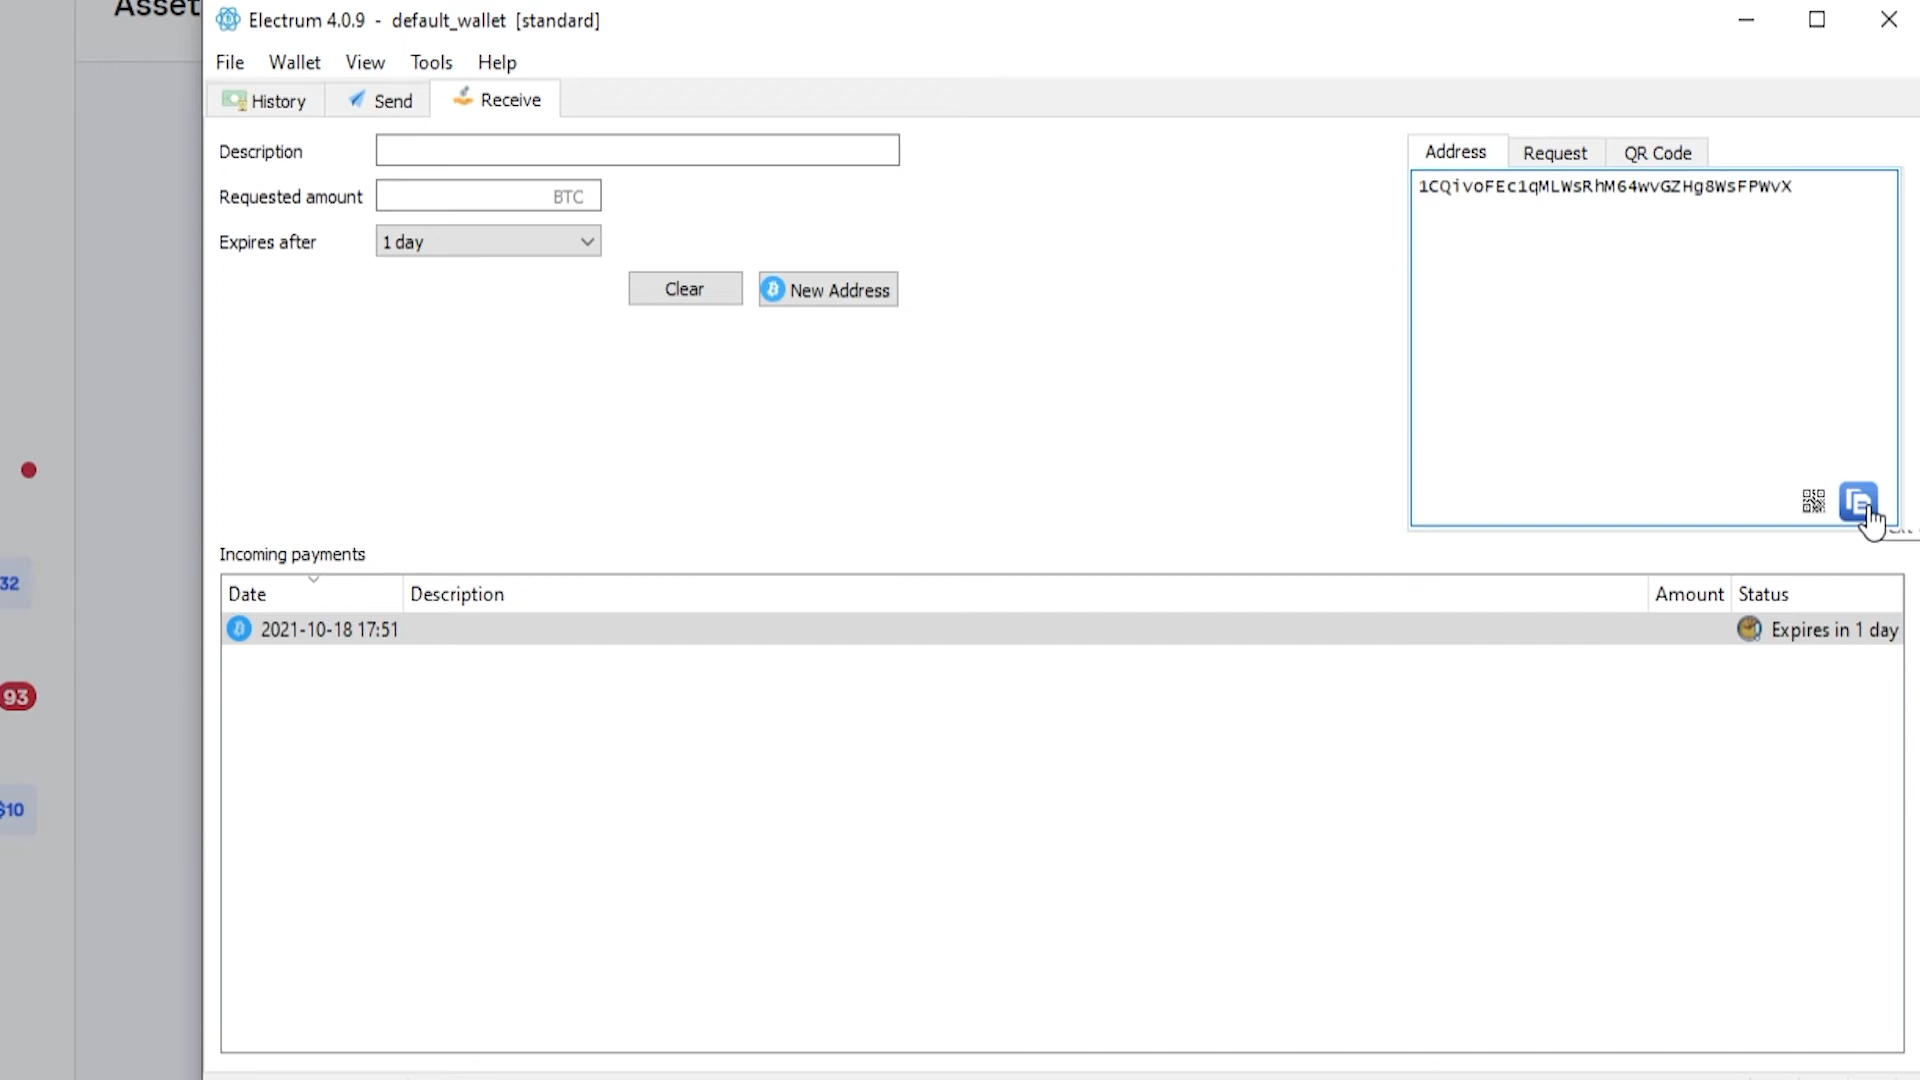 Asset
Electrum 4.0.9 - default_wallet [standard]
File Wallet View Tools Help
History Send Receive
Description
Requested amount BTC
Expires after 1 day
Clear New Address
Address Request QR Code
1CQivoFEc1qMLWsRhM64wvGZHg8WsFPWvX
32
93
$10
Incoming payments
Date Description Amount Status
2021-10-18 17:51 Expires in 1 day